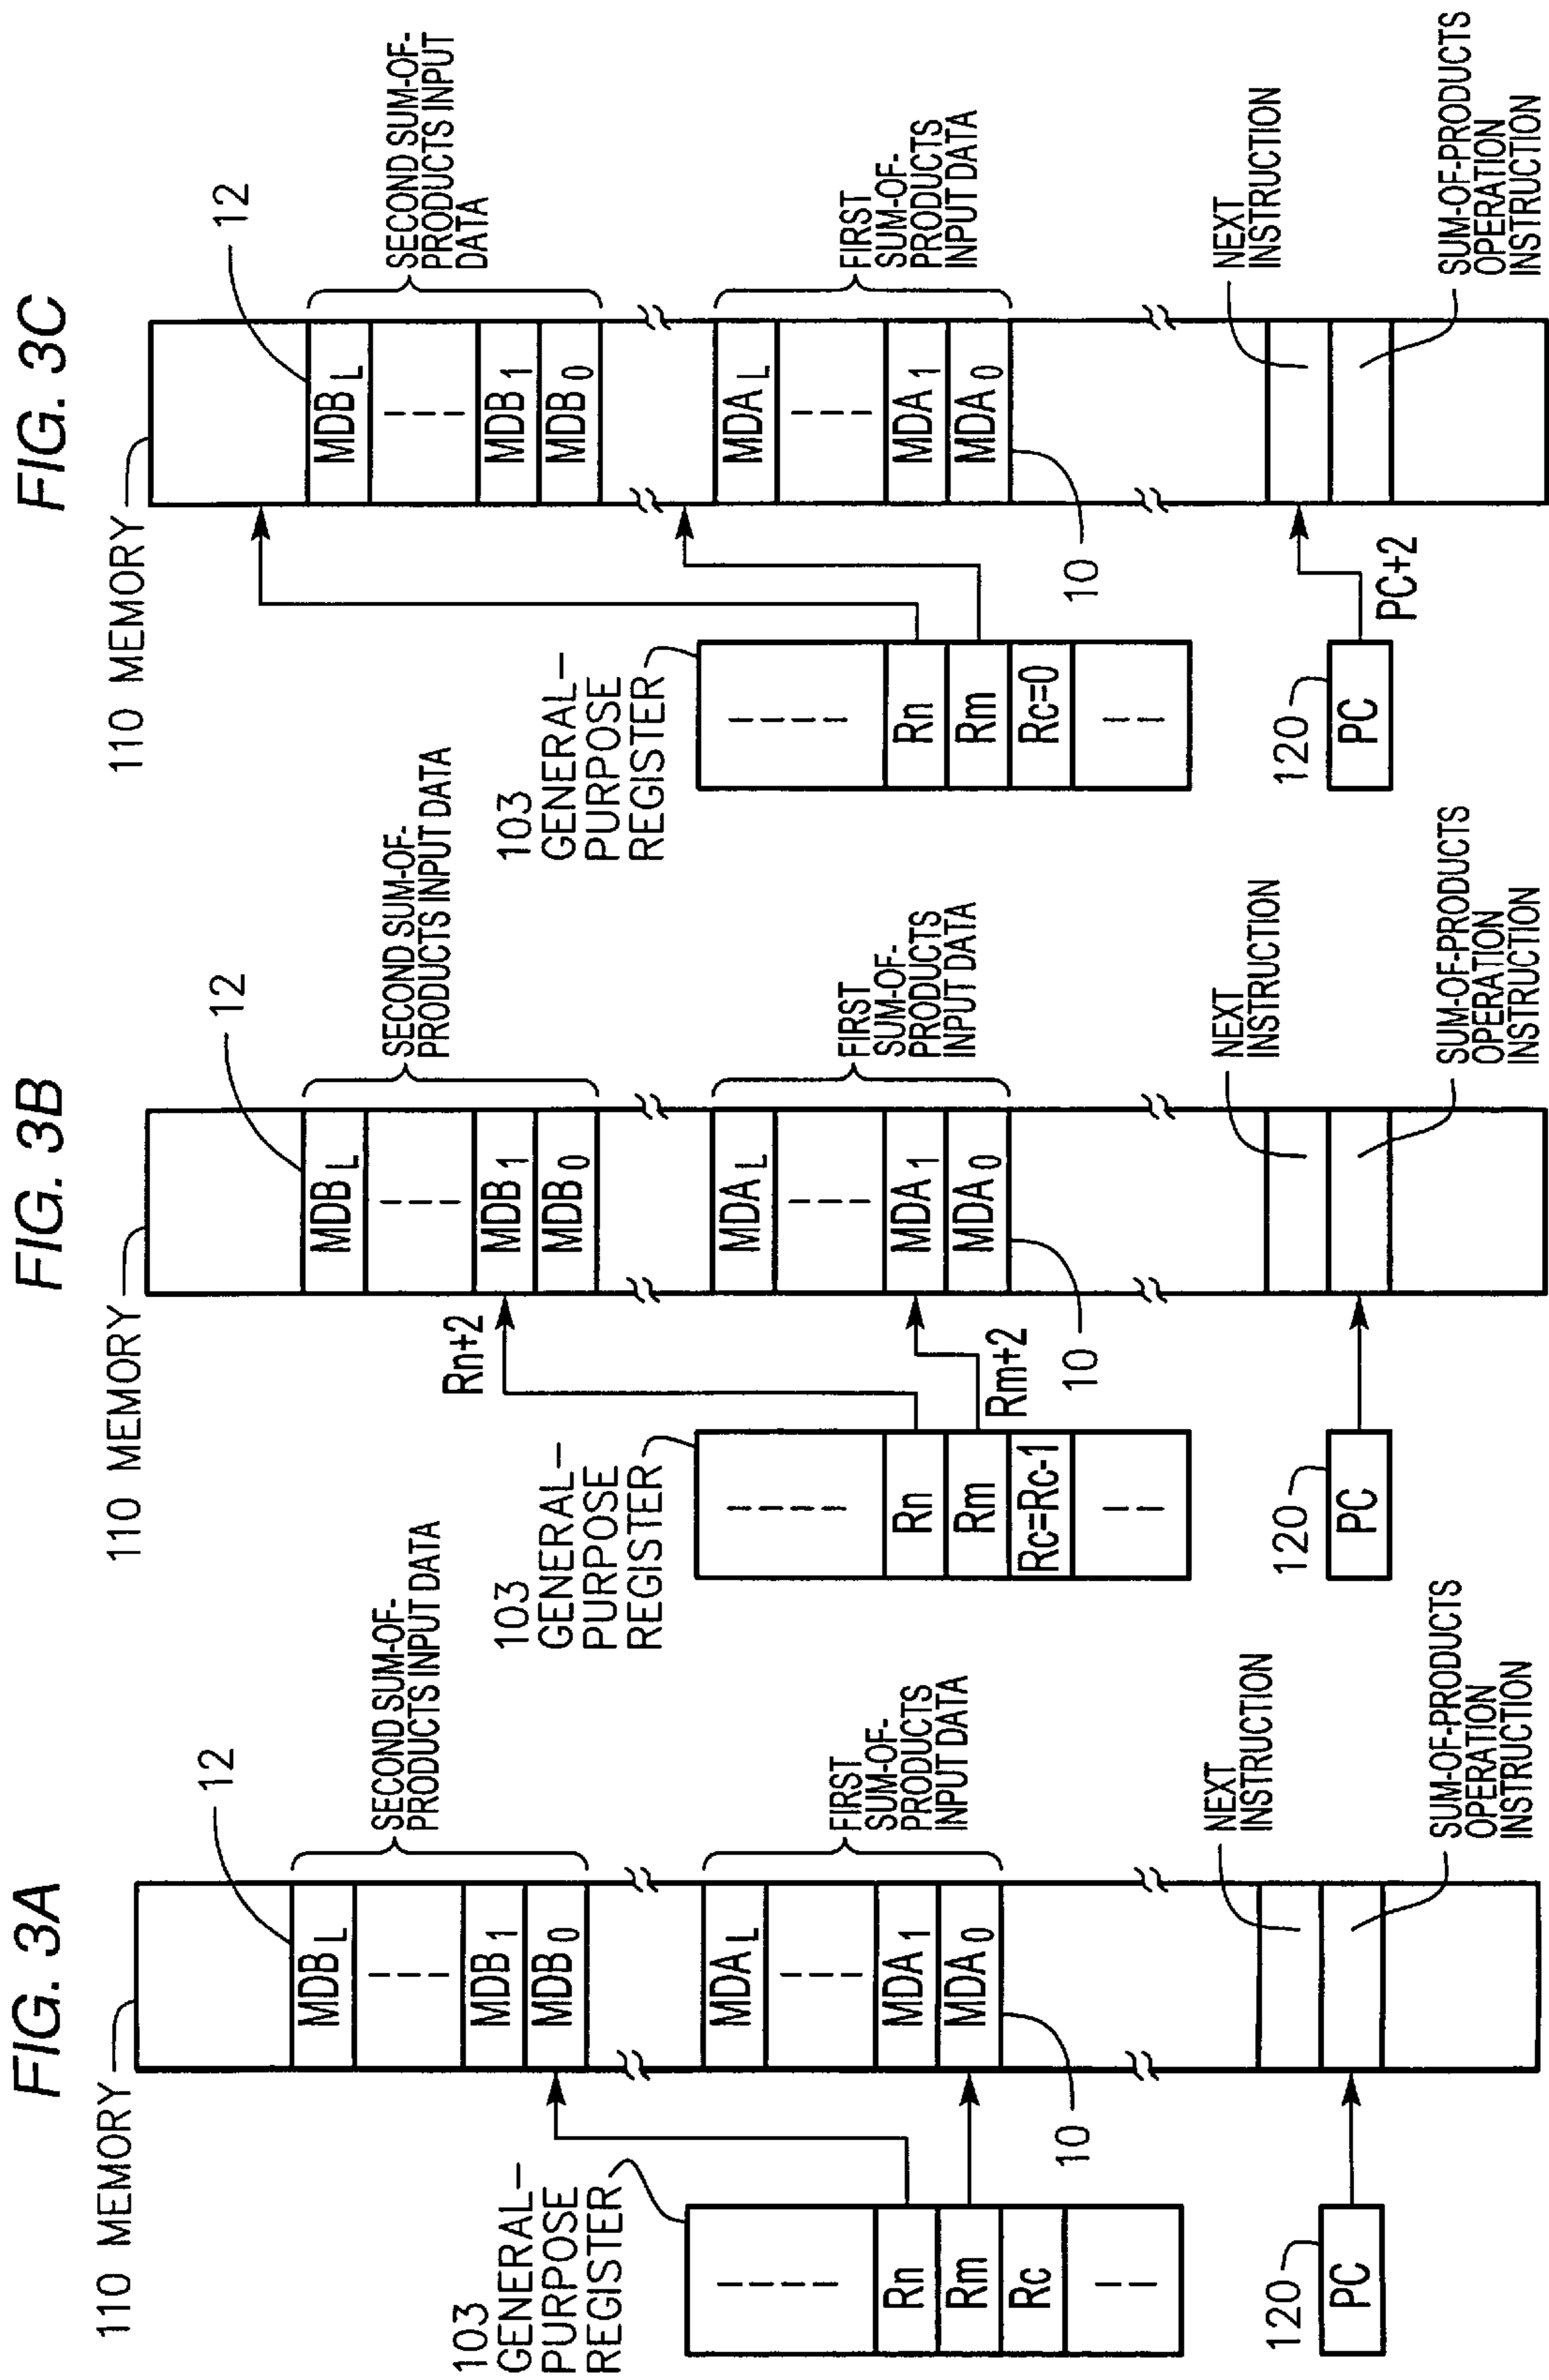 FIG. 3A
110 MEMORY
12
MDB L
MDB 1
MDB 0
SECOND SUM-OF-
PRODUCTS INPUT DATA
MDA L
MDA 1
MDA 0
FIRST
SUM-OF-
PRODUCTS
INPUT DATA
10
103
GENERAL-
PURPOSE
REGISTER
Rn
Rm
Rc
NEXT
INSTRUCTION
SUM-OF-PRODUCTS
OPERATION
INSTRUCTION
120
PC
FIG. 3B
110 MEMORY
12
MDB L
MDB 1
MDB 0
SECOND SUM-OF-
PRODUCTS INPUT DATA
Rn+2
MDA L
MDA 1
MDA 0
FIRST
SUM-OF-
PRODUCTS
INPUT DATA
Rm+2
10
103
GENERAL-
PURPOSE
REGISTER
Rn
Rm
Rc=Rc-1
NEXT
INSTRUCTION
SUM-OF-PRODUCTS
OPERATION
INSTRUCTION
120
PC
FIG. 3C
110 MEMORY
12
MDB L
MDB 1
MDB 0
SECOND SUM-OF-
PRODUCTS INPUT
DATA
MDA L
MDA 1
MDA 0
FIRST
SUM-OF-
PRODUCTS
INPUT DATA
10
103
GENERAL-
PURPOSE
REGISTER
Rn
Rm
Rc=0
NEXT
INSTRUCTION
SUM-OF-PRODUCTS
OPERATION
INSTRUCTION
120
PC
PC+2